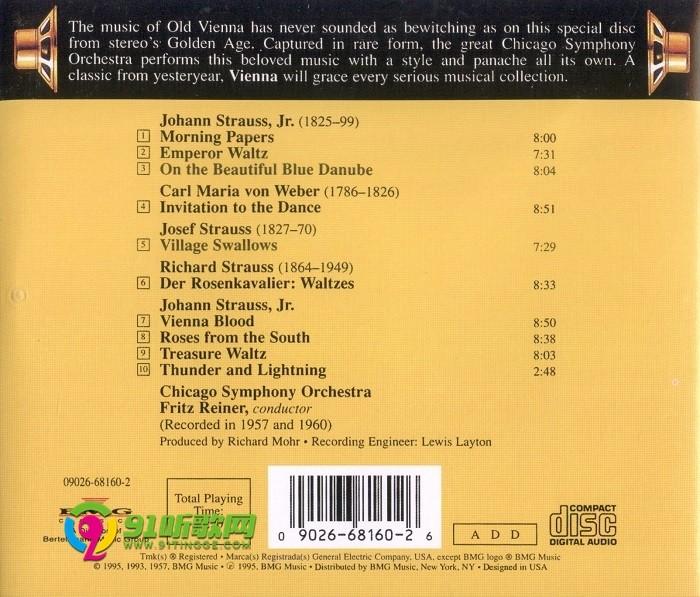 The music of Old Vienna has never sounded as bewitching as on this special disc
from stereo's Golden Age. Captured in rare form, the great Chicago Symphony
Orchestra performs this beloved music with a style and panache all its own. A
classic from yesteryear, Vienna will grace every serious musical collection.
Johann Strauss, Jr. (1825–99)
1 Morning Papers 8:00
2 Emperor Waltz 7:31
3 On the Beautiful Blue Danube 8:04
Carl Maria von Weber (1786–1826)
4 Invitation to the Dance 8:51
Josef Strauss (1827–70)
5 Village Swallows 7:29
Richard Strauss (1864–1949)
6 Der Rosenkavalier: Waltzes 8:33
Johann Strauss, Jr.
7 Vienna Blood 8:50
8 Roses from the South 8:38
9 Treasure Waltz 8:03
10 Thunder and Lightning 2:48
Chicago Symphony Orchestra
Fritz Reiner, conductor
(Recorded in 1957 and 1960)
Produced by Richard Mohr • Recording Engineer: Lewis Layton
09026-68160-2
BMG
Total Playing
Time:
91听歌网
WWW.91TINGGE.COM
0 9026-68160-2 6
A D D
COMPACT
disc
DIGITAL AUDIO
Tmk(s) ® Registered • Marca(s) Registrada(s) General Electric Company, USA, except BMG logo ® BMG Music
© 1995, 1993, 1957, BMG Music • ℗ 1995, BMG Music • Distributed by BMG Music, New York, NY • Designed in USA